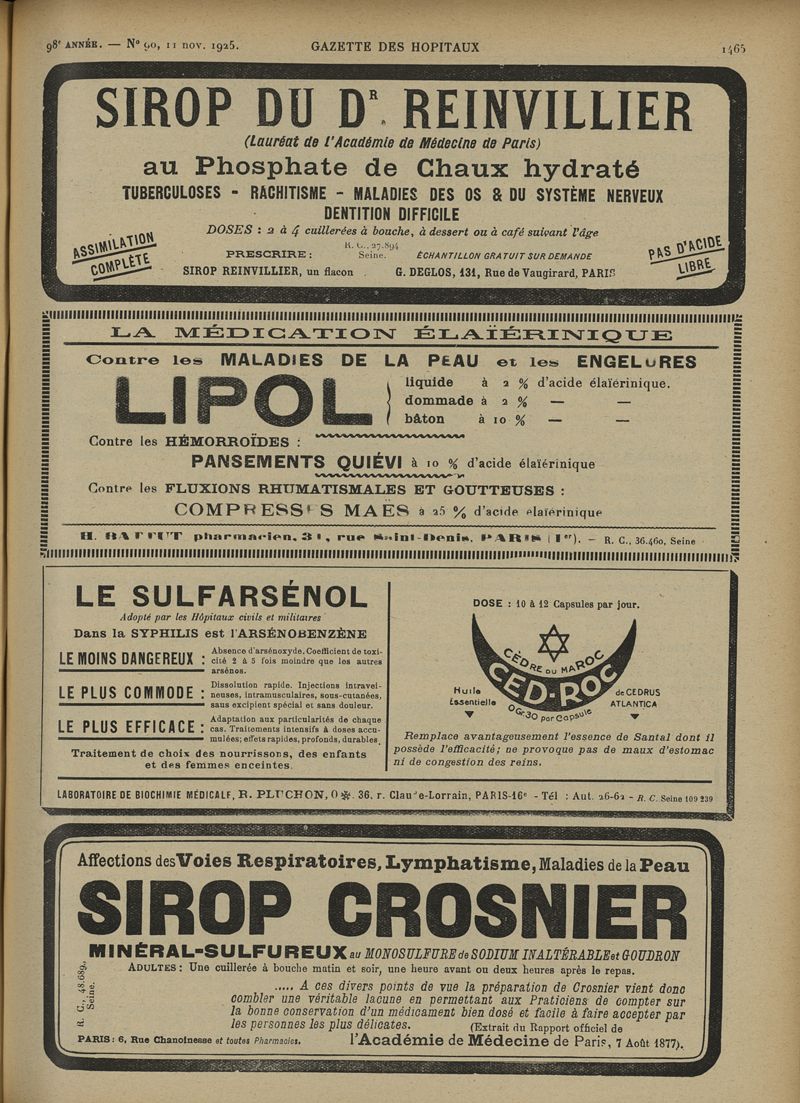 98e ANNÉE. — No 90, 11 nov. 1925.
GAZETTE DES HOPITAUX
1465
SIROP DU Dr. REINVILLIER
(Lauréat de l'Académie de Médecine de Paris)
au Phosphate de Chaux hydraté
TUBERCULOSES - RACHITISME - MALADIES DES OS & DU SYSTÈME NERVEUX
DENTITION DIFFICILE
DOSES : 2 à 4 cuillerées à bouche, à dessert ou à café suivant l'âge
ASSIMILATION
COMPLÈTE
R. C., 27.894
PRESCRIRE : Seine. ÉCHANTILLON GRATUIT SUR DEMANDE
SIROP REINVILLIER, un flacon . G. DEGLOS, 131, Rue de Vaugirard, PARIS
PAS D'ACIDE
LIBRE
LA MÉDICATION ÉLAÏÉRINIQUE
Contre les MALADIES DE LA PEAU et les ENGELURES
LIPOL
liquide à 2 % d'acide élaïérinique.
dommade à 2 % — —
bâton à 10 % — —
Contre les HÉMORROÏDES :
PANSEMENTS QUIÉVI à 10 % d'acide élaïérinique
Contre les FLUXIONS RHUMATISMALES ET GOUTTEUSES :
COMPRESSES MAËS à 25 % d'acide élaïerinique
pharmacien, 31, rue Saint-Denis, PARIS (1er). — R. C., 36.460, Seine
LE SULFARSÉNOL
Adopté par les Hôpitaux civils et militaires
Dans la SYPHILIS est l'ARSÉNOBENZÈNE
LE MOINS DANGEREUX :
Absence d'arsénoxyde. Coefficient de toxi-
cité 2 à 5 fois moindre que les autres
arsénos.
LE PLUS COMMODE :
Dissolution rapide. Injections intravei-
neuses, intramusculaires, sous-cutanées,
saus excipient spécial et sans douleur.
LE PLUS EFFICACE :
Adaptation aux particularités de chaque
cas. Traitements intensifs à doses accu-
mulées; effets rapides, profonds, durables.
Traitement de choix des nourrissons, des enfants
et des femmes enceintes.
DOSE : 10 à 12 Capsules par jour.
CÈDRE DU MAROC
CED-ROC
0Gr.30 par Capsule
Huile
Essentielle
de CEDRUS
ATLANTICA
Remplace avantageusement l'essence de Santal dont il
possède l'efficacité; ne provoque pas de maux d'estomac
ni de congestion des reins.
LABORATOIRE DE BIOCHIMIE MÉDICALE, R. PLUCHON, O ✻. 36, r. Claude-Lorrain, PARIS-16e - Tél : Aut. 26-62 - R. C. Seine 109 239
Affections des Voies Respiratoires, Lymphatisme, Maladies de la Peau
SIROP CROSNIER
MINÉRAL-SULFUREUX au MONOSULFURE de SODIUM INALTÉRABLE et GOUDRON
ADULTES : Une cuillerée à bouche matin et soir, une heure avant ou deux heures après le repas.
R. C., 48.689,
Seine.
..... A ces divers points de vue la préparation de Crosnier vient donc
combler une véritable lacune en permettant aux Praticiens de compter sur
la bonne conservation d'un médicament bien dosé et facile à faire accepter par
les personnes les plus délicates. (Extrait du Rapport officiel de
PARIS : 6, Rue Chanoinesse et toutes Pharmacies. l'Académie de Médecine de Paris, 7 Août 1877).